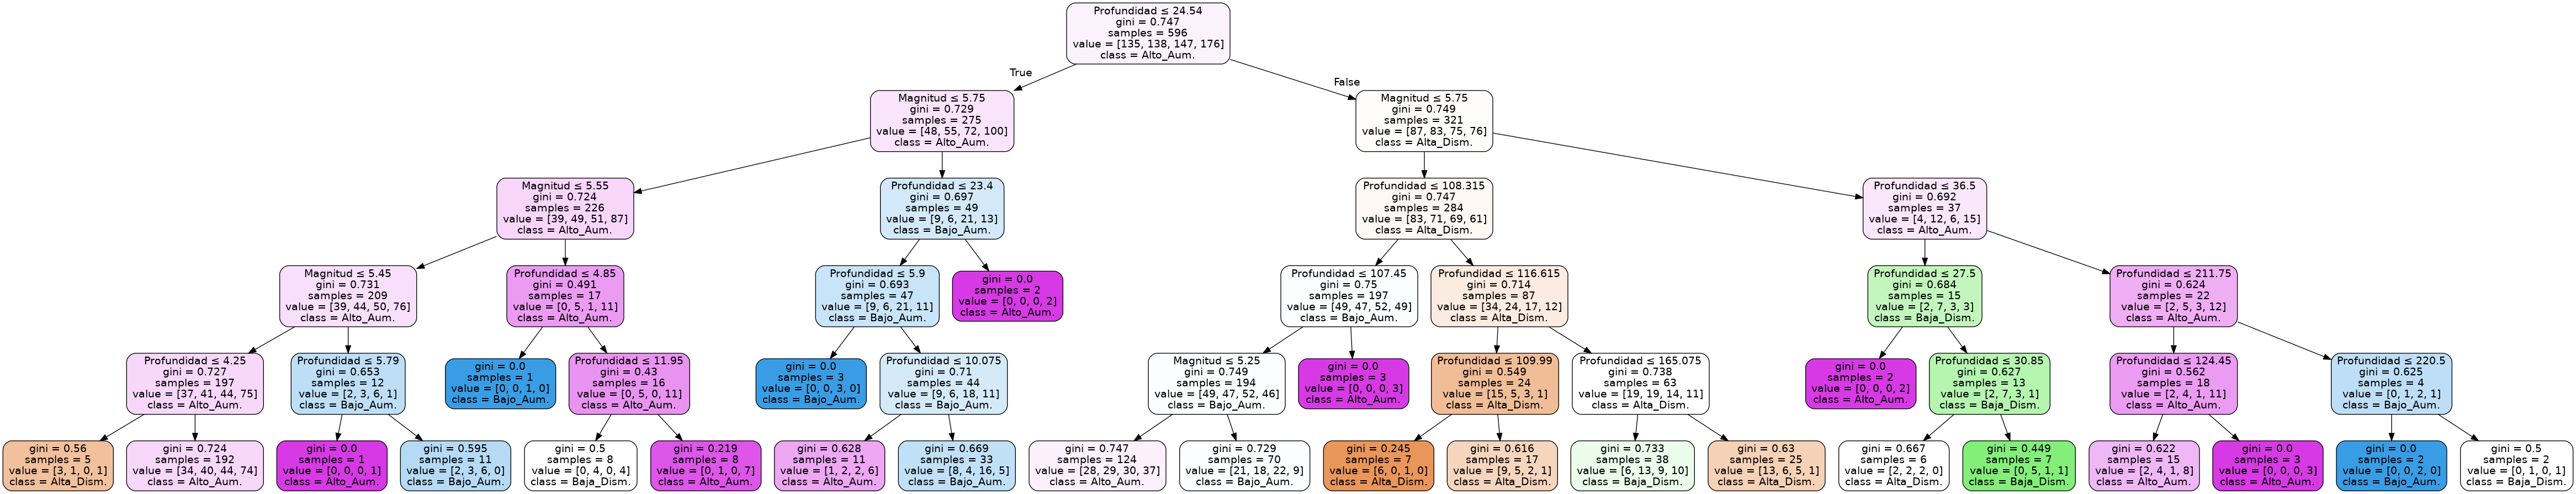 Profundidad ≤ 24.54
gini = 0.747
samples = 596
value = [135, 138, 147, 176]
class = Alto_Aum.
True
False
Magnitud ≤ 5.75
gini = 0.729
samples = 275
value = [48, 55, 72, 100]
class = Alto_Aum.
Magnitud ≤ 5.75
gini = 0.749
samples = 321
value = [87, 83, 75, 76]
class = Alta_Dism.
Magnitud ≤ 5.55
gini = 0.724
samples = 226
value = [39, 49, 51, 87]
class = Alto_Aum.
Profundidad ≤ 23.4
gini = 0.697
samples = 49
value = [9, 6, 21, 13]
class = Bajo_Aum.
Profundidad ≤ 108.315
gini = 0.747
samples = 284
value = [83, 71, 69, 61]
class = Alta_Dism.
Profundidad ≤ 36.5
gini = 0.692
samples = 37
value = [4, 12, 6, 15]
class = Alto_Aum.
Magnitud ≤ 5.45
gini = 0.731
samples = 209
value = [39, 44, 50, 76]
class = Alto_Aum.
Profundidad ≤ 4.85
gini = 0.491
samples = 17
value = [0, 5, 1, 11]
class = Alto_Aum.
Profundidad ≤ 5.9
gini = 0.693
samples = 47
value = [9, 6, 21, 11]
class = Bajo_Aum.
gini = 0.0
samples = 2
value = [0, 0, 0, 2]
class = Alto_Aum.
Profundidad ≤ 107.45
gini = 0.75
samples = 197
value = [49, 47, 52, 49]
class = Bajo_Aum.
Profundidad ≤ 116.615
gini = 0.714
samples = 87
value = [34, 24, 17, 12]
class = Alta_Dism.
Profundidad ≤ 27.5
gini = 0.684
samples = 15
value = [2, 7, 3, 3]
class = Baja_Dism.
Profundidad ≤ 211.75
gini = 0.624
samples = 22
value = [2, 5, 3, 12]
class = Alto_Aum.
Profundidad ≤ 4.25
gini = 0.727
samples = 197
value = [37, 41, 44, 75]
class = Alto_Aum.
Profundidad ≤ 5.79
gini = 0.653
samples = 12
value = [2, 3, 6, 1]
class = Bajo_Aum.
gini = 0.0
samples = 1
value = [0, 0, 1, 0]
class = Bajo_Aum.
Profundidad ≤ 11.95
gini = 0.43
samples = 16
value = [0, 5, 0, 11]
class = Alto_Aum.
gini = 0.0
samples = 3
value = [0, 0, 3, 0]
class = Bajo_Aum.
Profundidad ≤ 10.075
gini = 0.71
samples = 44
value = [9, 6, 18, 11]
class = Bajo_Aum.
Magnitud ≤ 5.25
gini = 0.749
samples = 194
value = [49, 47, 52, 46]
class = Bajo_Aum.
gini = 0.0
samples = 3
value = [0, 0, 0, 3]
class = Alto_Aum.
Profundidad ≤ 109.99
gini = 0.549
samples = 24
value = [15, 5, 3, 1]
class = Alta_Dism.
Profundidad ≤ 165.075
gini = 0.738
samples = 63
value = [19, 19, 14, 11]
class = Alta_Dism.
gini = 0.0
samples = 2
value = [0, 0, 0, 2]
class = Alto_Aum.
Profundidad ≤ 30.85
gini = 0.627
samples = 13
value = [2, 7, 3, 1]
class = Baja_Dism.
Profundidad ≤ 124.45
gini = 0.562
samples = 18
value = [2, 4, 1, 11]
class = Alto_Aum.
Profundidad ≤ 220.5
gini = 0.625
samples = 4
value = [0, 1, 2, 1]
class = Bajo_Aum.
gini = 0.56
samples = 5
value = [3, 1, 0, 1]
class = Alta_Dism.
gini = 0.724
samples = 192
value = [34, 40, 44, 74]
class = Alto_Aum.
gini = 0.0
samples = 1
value = [0, 0, 0, 1]
class = Alto_Aum.
gini = 0.595
samples = 11
value = [2, 3, 6, 0]
class = Bajo_Aum.
gini = 0.5
samples = 8
value = [0, 4, 0, 4]
class = Baja_Dism.
gini = 0.219
samples = 8
value = [0, 1, 0, 7]
class = Alto_Aum.
gini = 0.628
samples = 11
value = [1, 2, 2, 6]
class = Alto_Aum.
gini = 0.669
samples = 33
value = [8, 4, 16, 5]
class = Bajo_Aum.
gini = 0.747
samples = 124
value = [28, 29, 30, 37]
class = Alto_Aum.
gini = 0.729
samples = 70
value = [21, 18, 22, 9]
class = Bajo_Aum.
gini = 0.245
samples = 7
value = [6, 0, 1, 0]
class = Alta_Dism.
gini = 0.616
samples = 17
value = [9, 5, 2, 1]
class = Alta_Dism.
gini = 0.733
samples = 38
value = [6, 13, 9, 10]
class = Baja_Dism.
gini = 0.63
samples = 25
value = [13, 6, 5, 1]
class = Alta_Dism.
gini = 0.667
samples = 6
value = [2, 2, 2, 0]
class = Alta_Dism.
gini = 0.449
samples = 7
value = [0, 5, 1, 1]
class = Baja_Dism.
gini = 0.622
samples = 15
value = [2, 4, 1, 8]
class = Alto_Aum.
gini = 0.0
samples = 3
value = [0, 0, 0, 3]
class = Alto_Aum.
gini = 0.0
samples = 2
value = [0, 0, 2, 0]
class = Bajo_Aum.
gini = 0.5
samples = 2
value = [0, 1, 0, 1]
class = Baja_Dism.